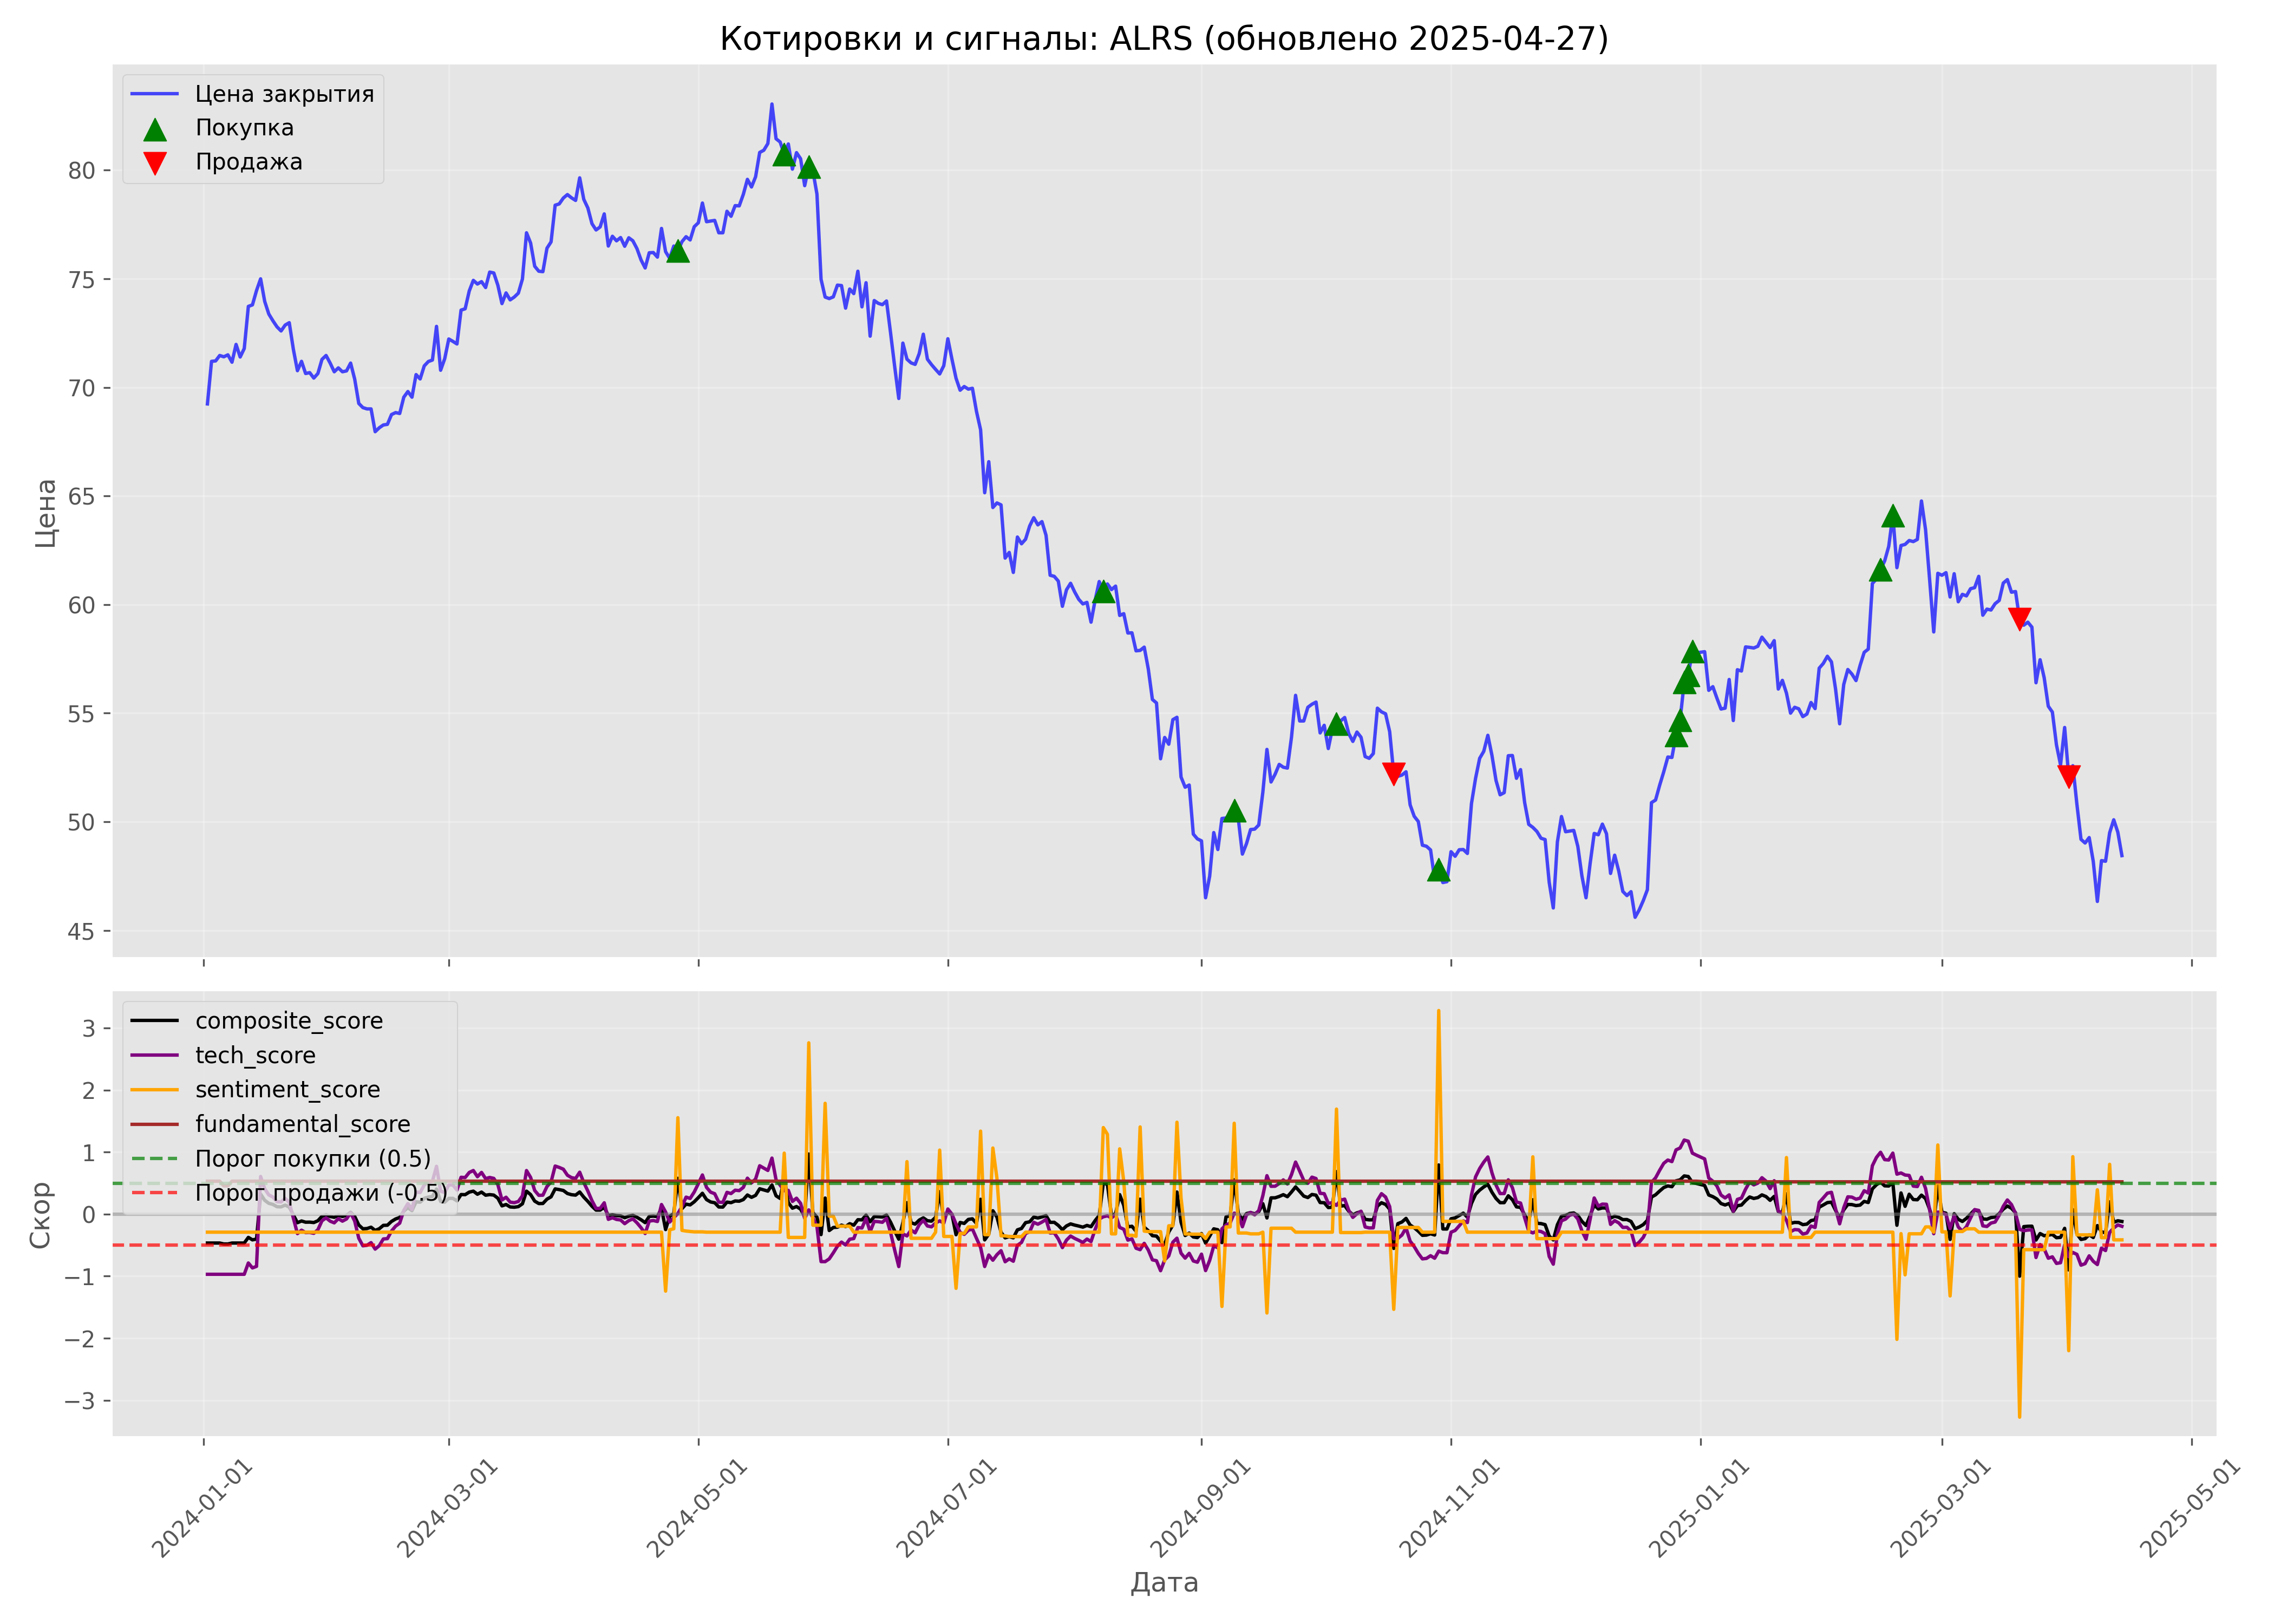 Котировки и сигналы: ALRS (обновлено 2025-04-27)
Цена закрытия
Покупка
Продажа
Цена
80
75
70
65
60
55
50
45
composite_score
tech_score
sentiment_score
fundamental_score
Порог покупки (0.5)
Порог продажи (-0.5)
Скор
3
2
1
0
−1
−2
−3
2024-01-01
2024-03-01
2024-05-01
2024-07-01
2024-09-01
2024-11-01
2025-01-01
2025-03-01
2025-05-01
Дата